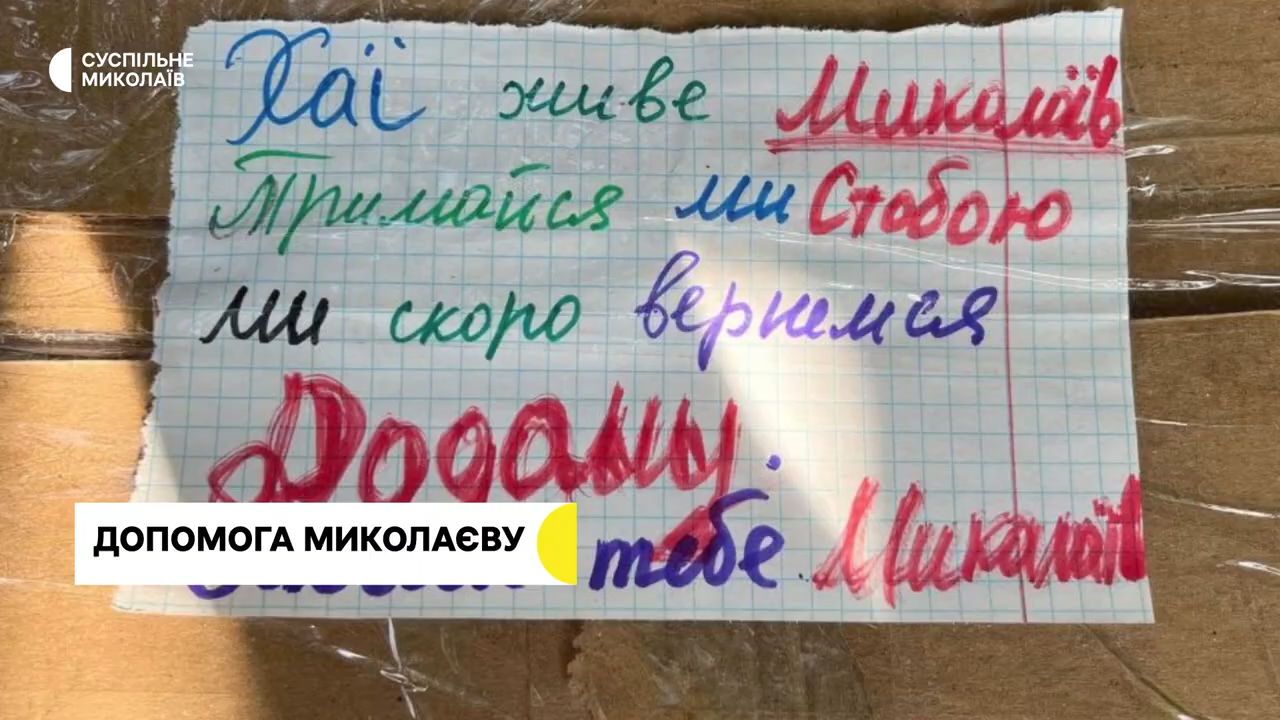 СУСПІЛЬНЕ
МИКОЛАЇВ
Хаї живе Миколаїв
Тримайся ми Стобою
ми скоро вернемся
Додому.
тебе Миколаїв
ДОПОМОГА МИКОЛАЄВУ